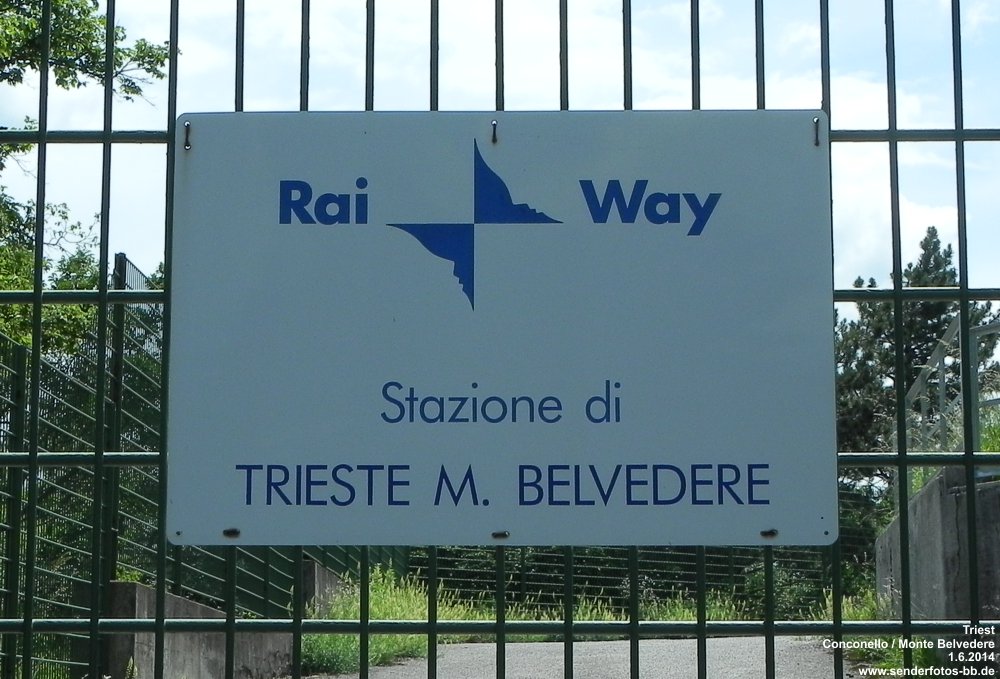 Rai Way
Stazione di
TRIESTE M. BELVEDERE
Triest
Conconello / Monte Belvedere
1.6.2014
www.senderfotos-bb.de